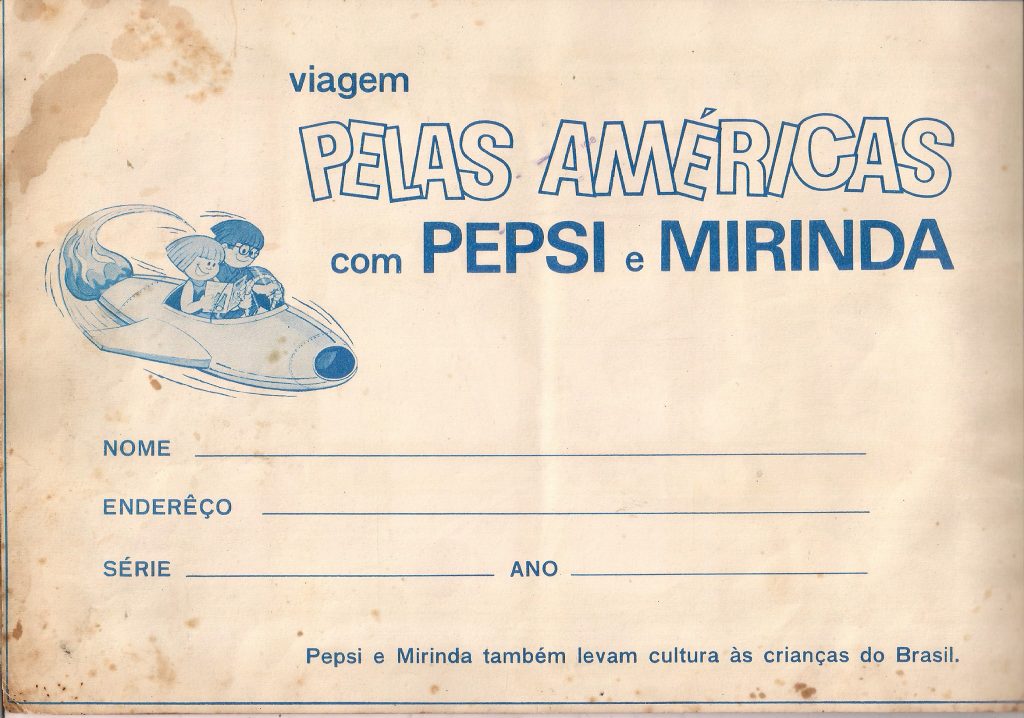 viagem
PELAS AMÉRICAS
com PEPSI e MIRINDA
NOME
ENDERÊÇO
SÉRIE ANO
Pepsi e Mirinda também levam cultura às crianças do Brasil.